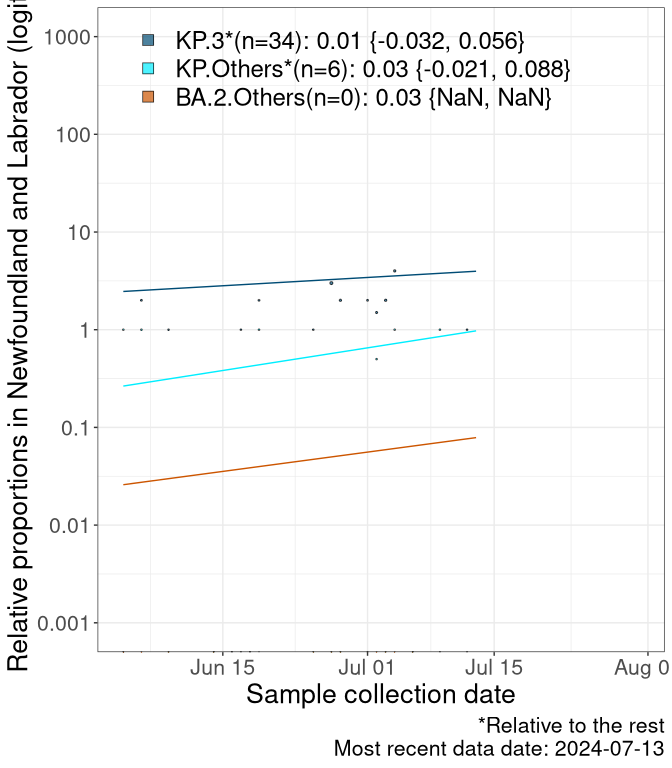 Relative proportions in Newfoundland and Labrador (logit
KP.3*(n=34): 0.01 {-0.032, 0.056}
KP.Others*(n=6): 0.03 {-0.021, 0.088}
BA.2.Others(n=0): 0.03 {NaN, NaN}
1000
100
10
1
0.1
0.01
0.001
Jun 15 Jul 01 Jul 15 Aug 0
Sample collection date
*Relative to the rest
Most recent data date: 2024-07-13